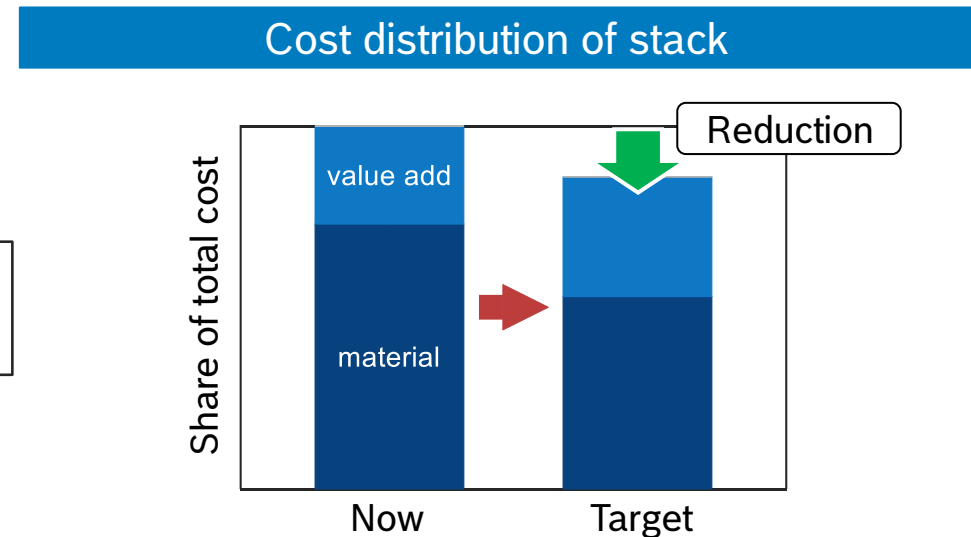 Cost distribution of stack
Reduction
value add
material
Share of total cost
Now
Target